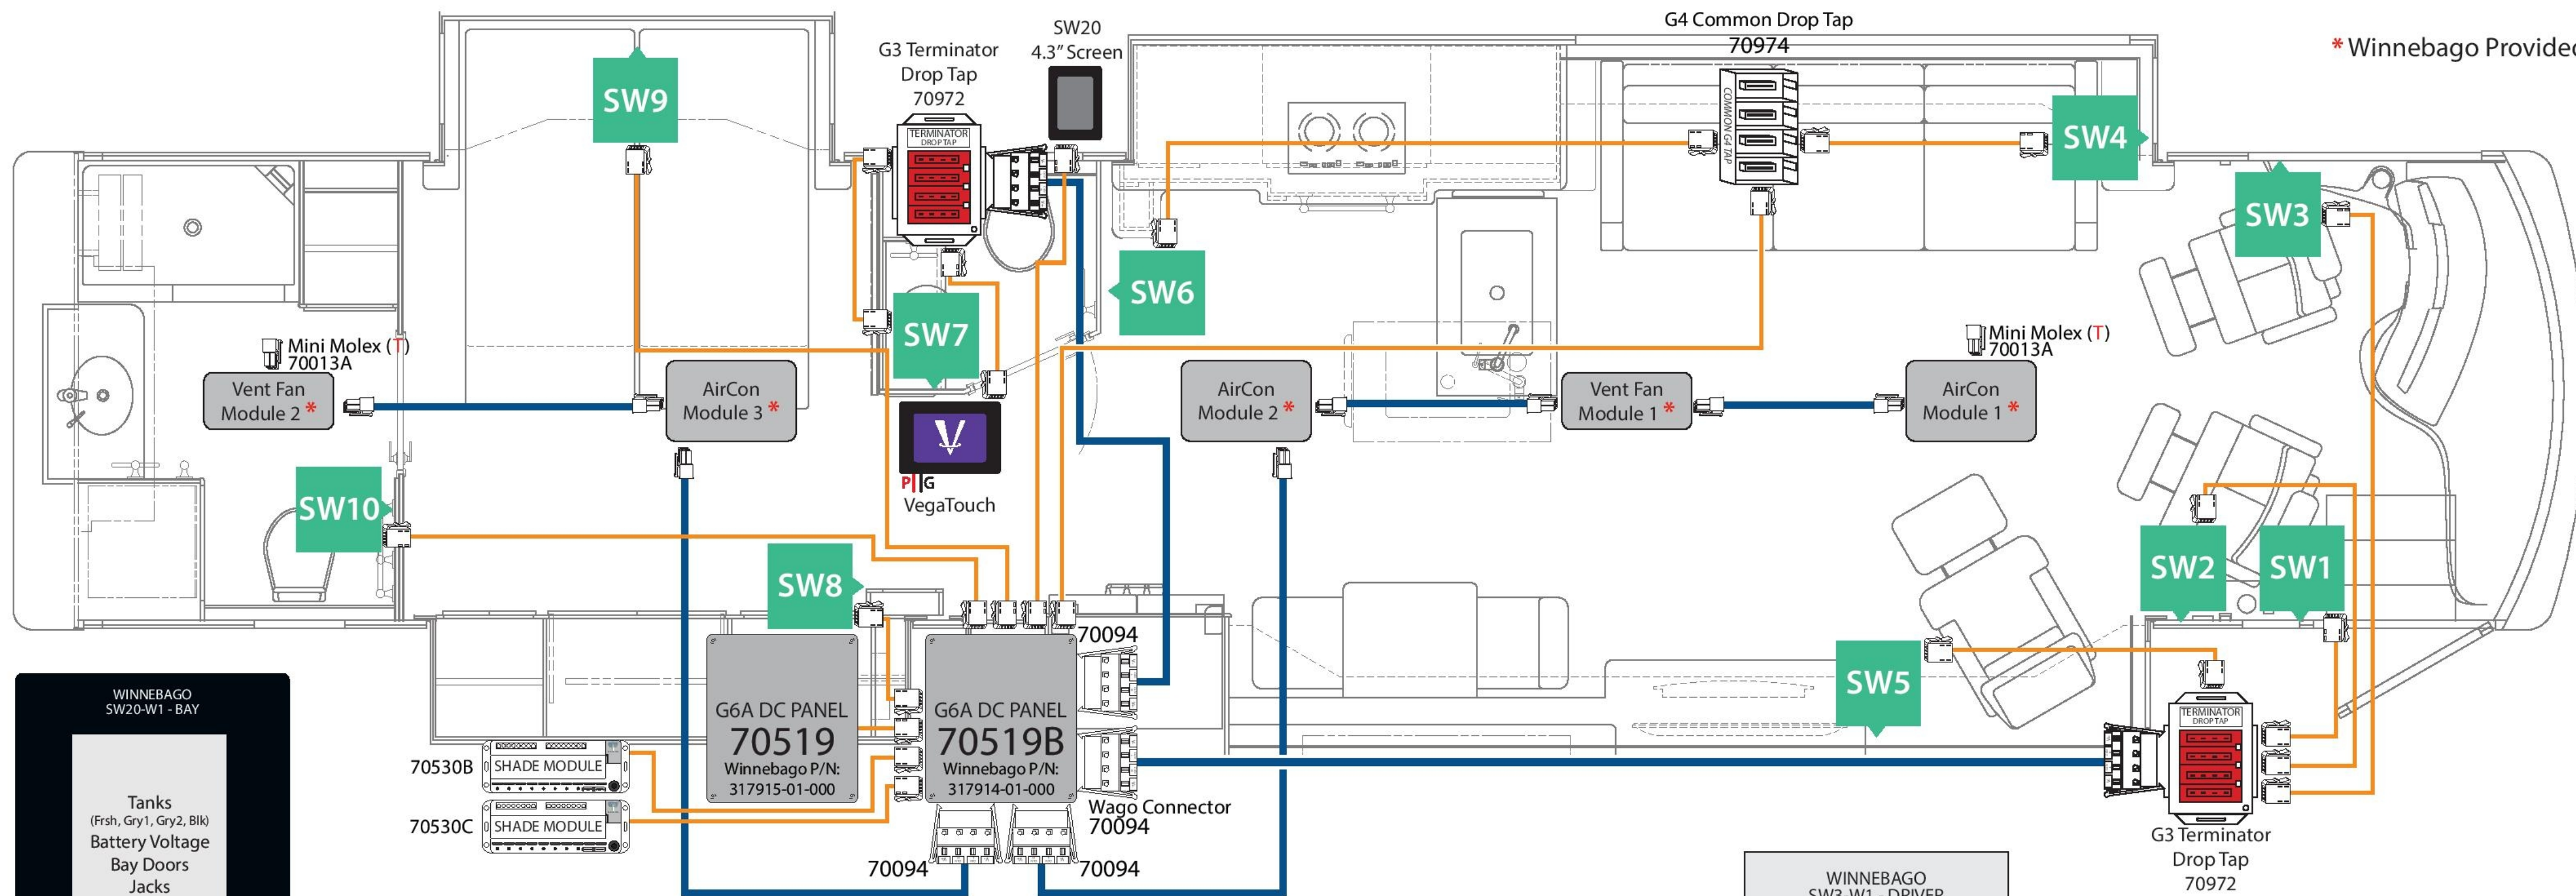 SW20
4.3" Screen
G4 Common Drop Tap
70974
* Winnebago Provided
G3 Terminator
Drop Tap
70972
TERMINATOR
DROP TAP
COMMON G4 TAP
SW9
SW4
SW3
SW6
SW7
Mini Molex (T)
70013A
Vent Fan
Module 2 *
AirCon
Module 3 *
AirCon
Module 2 *
Vent Fan
Module 1 *
Mini Molex (T)
70013A
AirCon
Module 1 *
P G
VegaTouch
SW10
SW8
SW2
SW1
SW5
70094
G6A DC PANEL
70519
Winnebago P/N:
317915-01-000
G6A DC PANEL
70519B
Winnebago P/N:
317914-01-000
Wago Connector
70094
70530B
SHADE MODULE
70530C
SHADE MODULE
70094
70094
TERMINATOR
DROP TAP
G3 Terminator
Drop Tap
70972
WINNEBAGO
SW20-W1 - BAY
Tanks
(Frsh, Gry1, Gry2, Blk)
Battery Voltage
Bay Doors
Jacks
WINNEBAGO
SW3-W1 - DRIVER